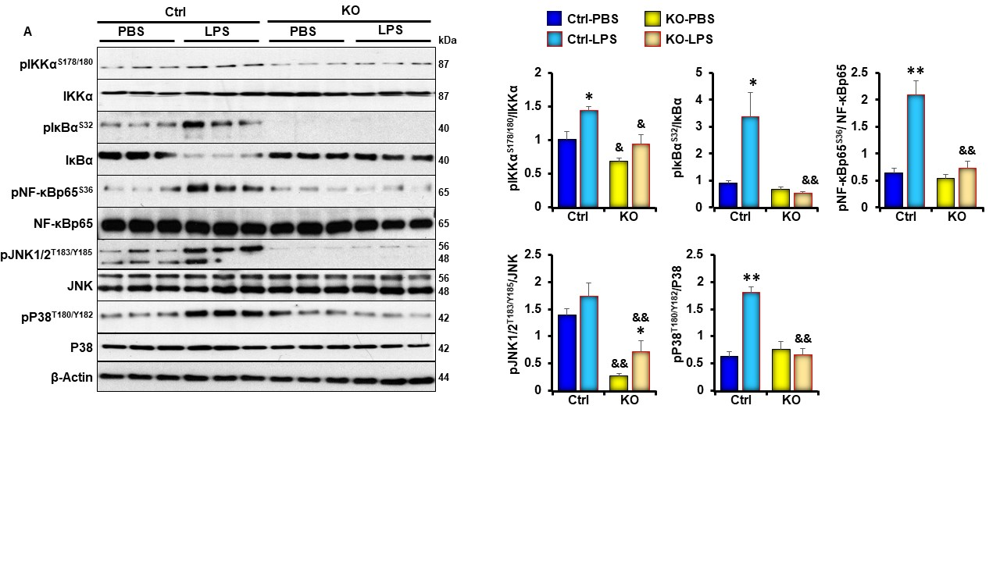 A
Ctrl KO
PBS LPS PBS LPS
kDa
pIKKα^S178/180 87
IKKα 87
pIκBα^S32 40
IκBα 40
pNF-κBp65^S36 65
NF-κBp65 65
pJNK1/2^T183/Y185 56
48
JNK 56
48
pP38^T180/Y182 42
P38 42
β-Actin 44
Ctrl-PBS KO-PBS
Ctrl-LPS KO-LPS
pIKKα^S178/180/IKKα
2
1.5
1
0.5
0
*
&
&
Ctrl KO
pIkBα^S32/IκBα
5
4
3
2
1
0
*
&&
Ctrl KO
pNF-κBp65^S36/ NF-κBp65
2.5
2
1.5
1
0.5
0
**
&&
Ctrl KO
pJNK1/2^T183/Y185/JNK
2.5
2
1.5
1
0.5
0
&&
&&
*
Ctrl KO
pP38^T180/Y182/P38
2.5
2
1.5
1
0.5
0
**
&&
Ctrl KO